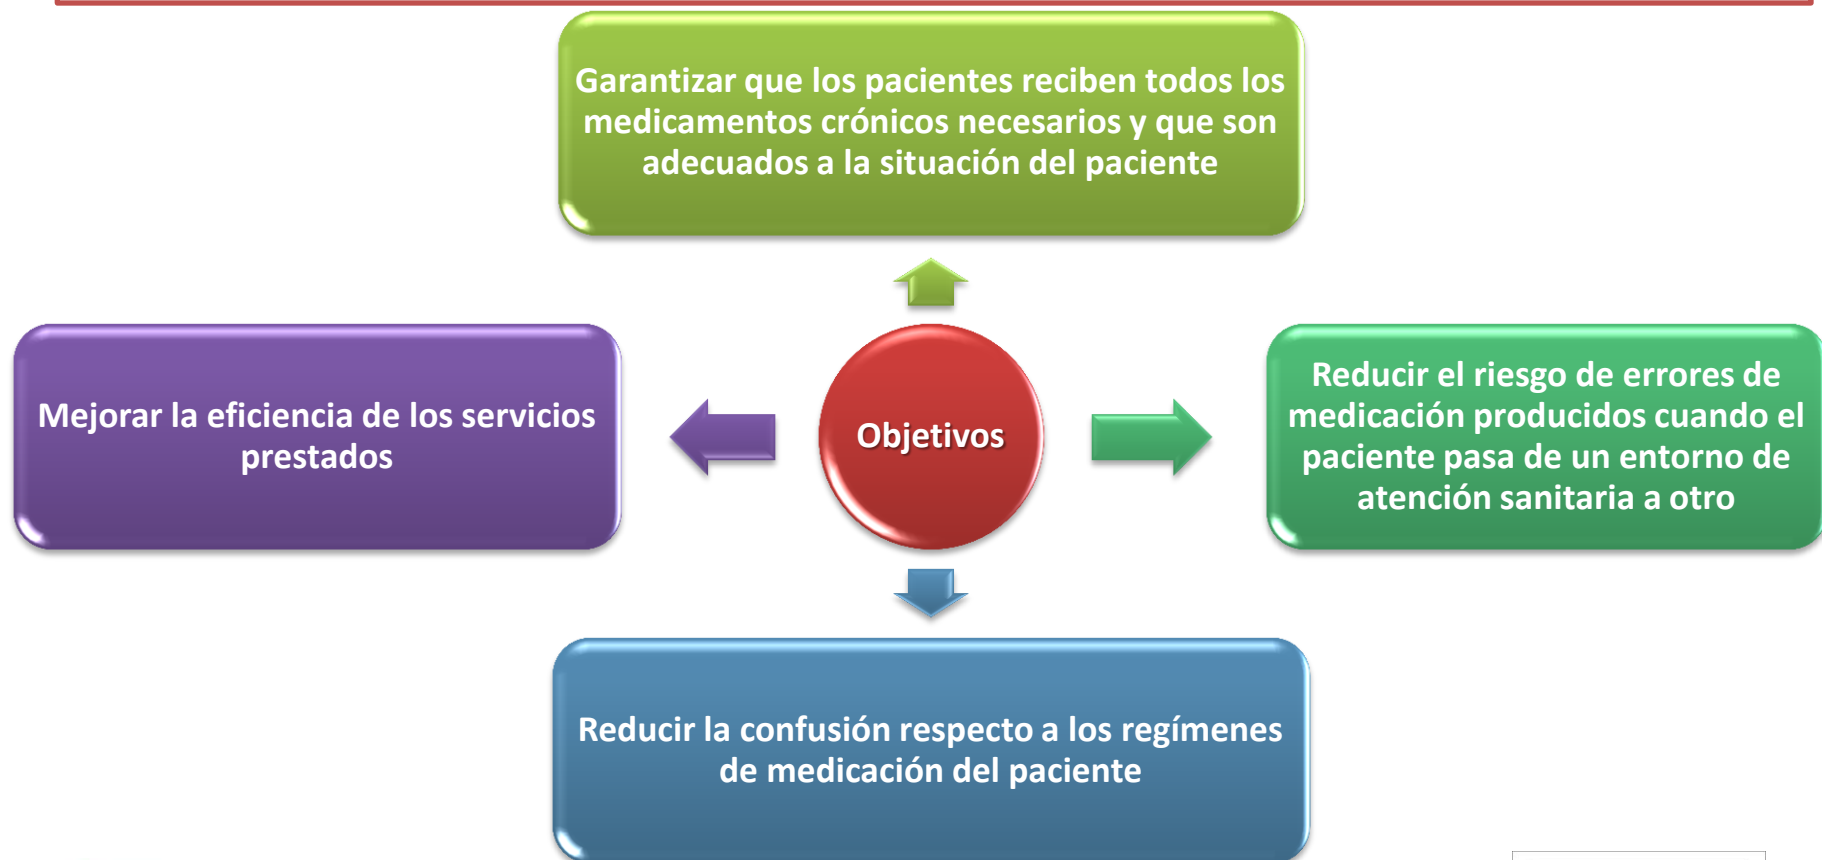 Garantizar que los pacientes reciben todos los
medicamentos crónicos necesarios y que son
adecuados a la situación del paciente
Mejorar la eficiencia de los servicios
prestados
Objetivos
Reducir el riesgo de errores de
medicación producidos cuando el
paciente pasa de un entorno de
atención sanitaria a otro
Reducir la confusión respecto a los regímenes
de medicación del paciente